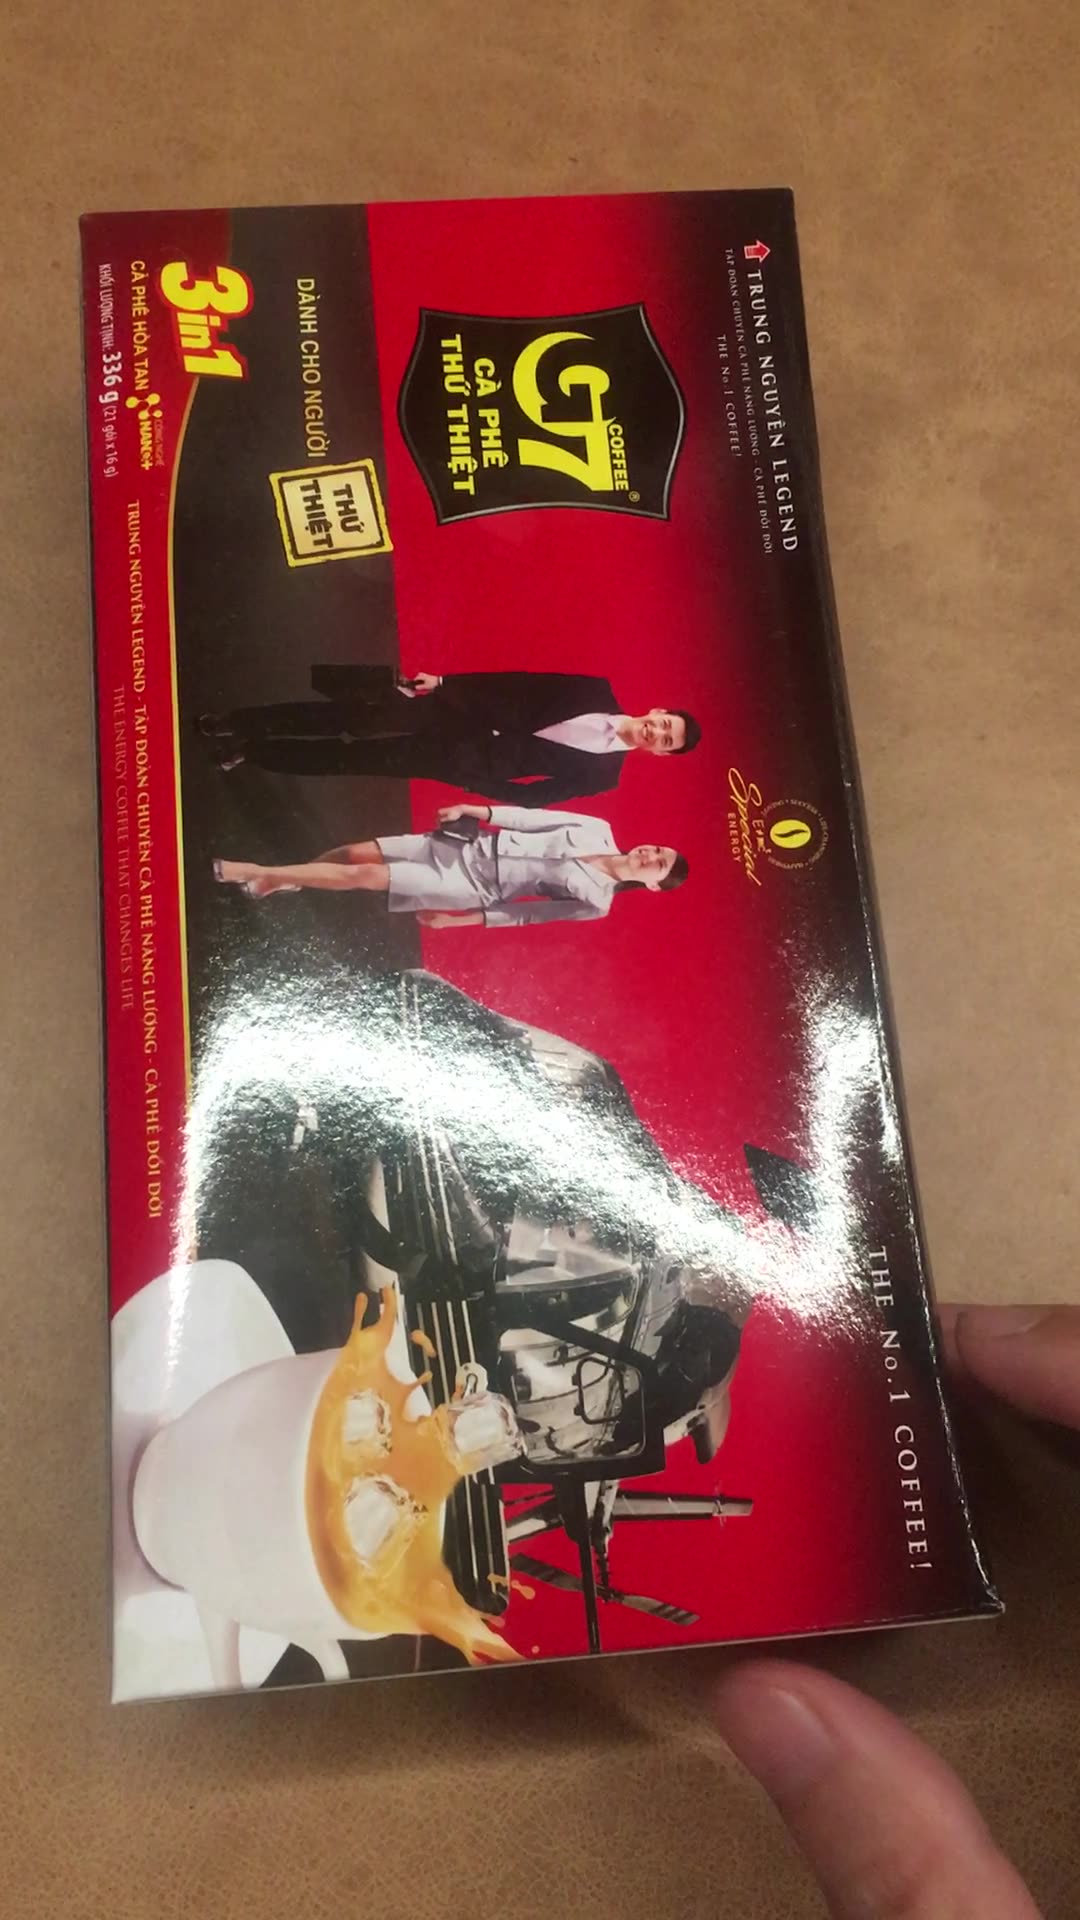 TRUNG NGUYÊN LEGEND
TẬP ĐOÀN CHUYÊN CÀ PHÊ NĂNG LƯỢNG - CÀ PHÊ ĐỔI ĐỜI
THE No.1 COFFEE!
THE No.1 COFFEE!
Special
ENERGY
G7
COFFEE®
CÀ PHÊ
THỨ THIỆT
DÀNH CHO NGƯỜI
THỨ
THIỆT
3in1
CÀ PHÊ HÒA TAN
CÔNG NGHỆ
NANO+
KHỐI LƯỢNG TỊNH: 336 g (21 gói x 16 g)
TRUNG NGUYÊN LEGEND - TẬP ĐOÀN CHUYÊN CÀ PHÊ NĂNG LƯỢNG - CÀ PHÊ ĐỔI ĐỜI
THE ENERGY COFFEE THAT CHANGES LIFE